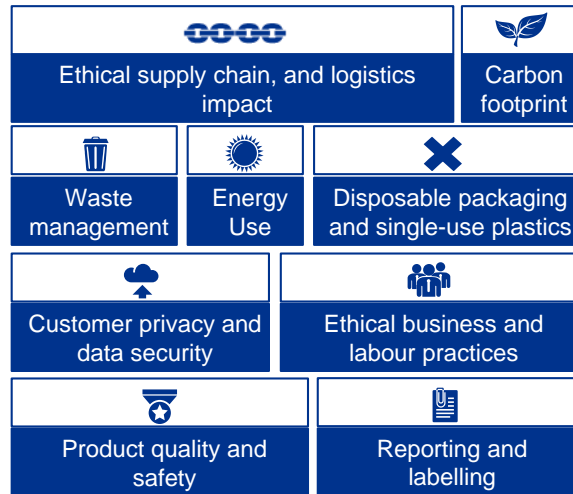 Ethical supply chain, and logistics
impact
Carbon
footprint
Waste
management
Energy
Use
Disposable packaging
and single-use plastics
Customer privacy and
data security
Ethical business and
labour practices
Product quality and
safety
Reporting and
labelling